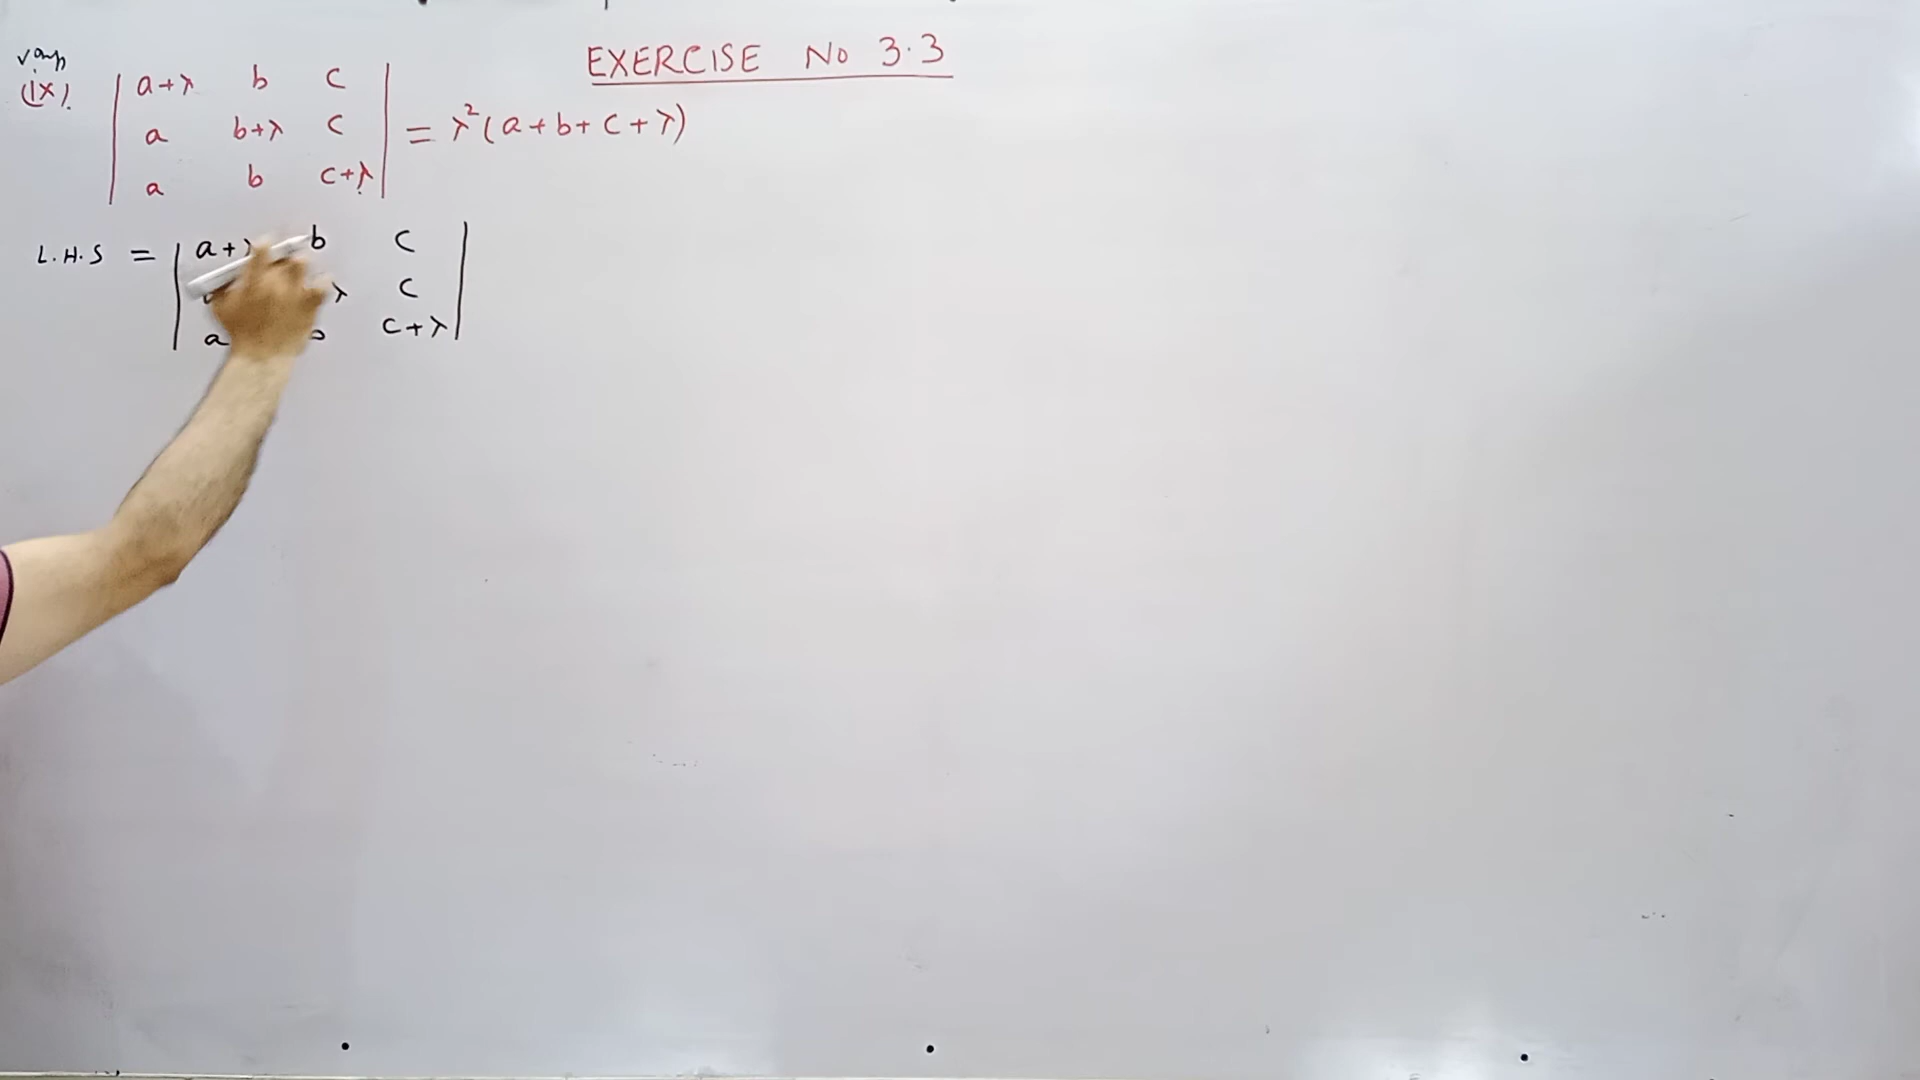 EXERCISE No 3.3
(ix). | a+λ b c |
| a b+λ c | = λ²(a+b+c+λ)
| a b c+λ |
L.H.S = | a+λ b c |
λ c |
a c+λ |